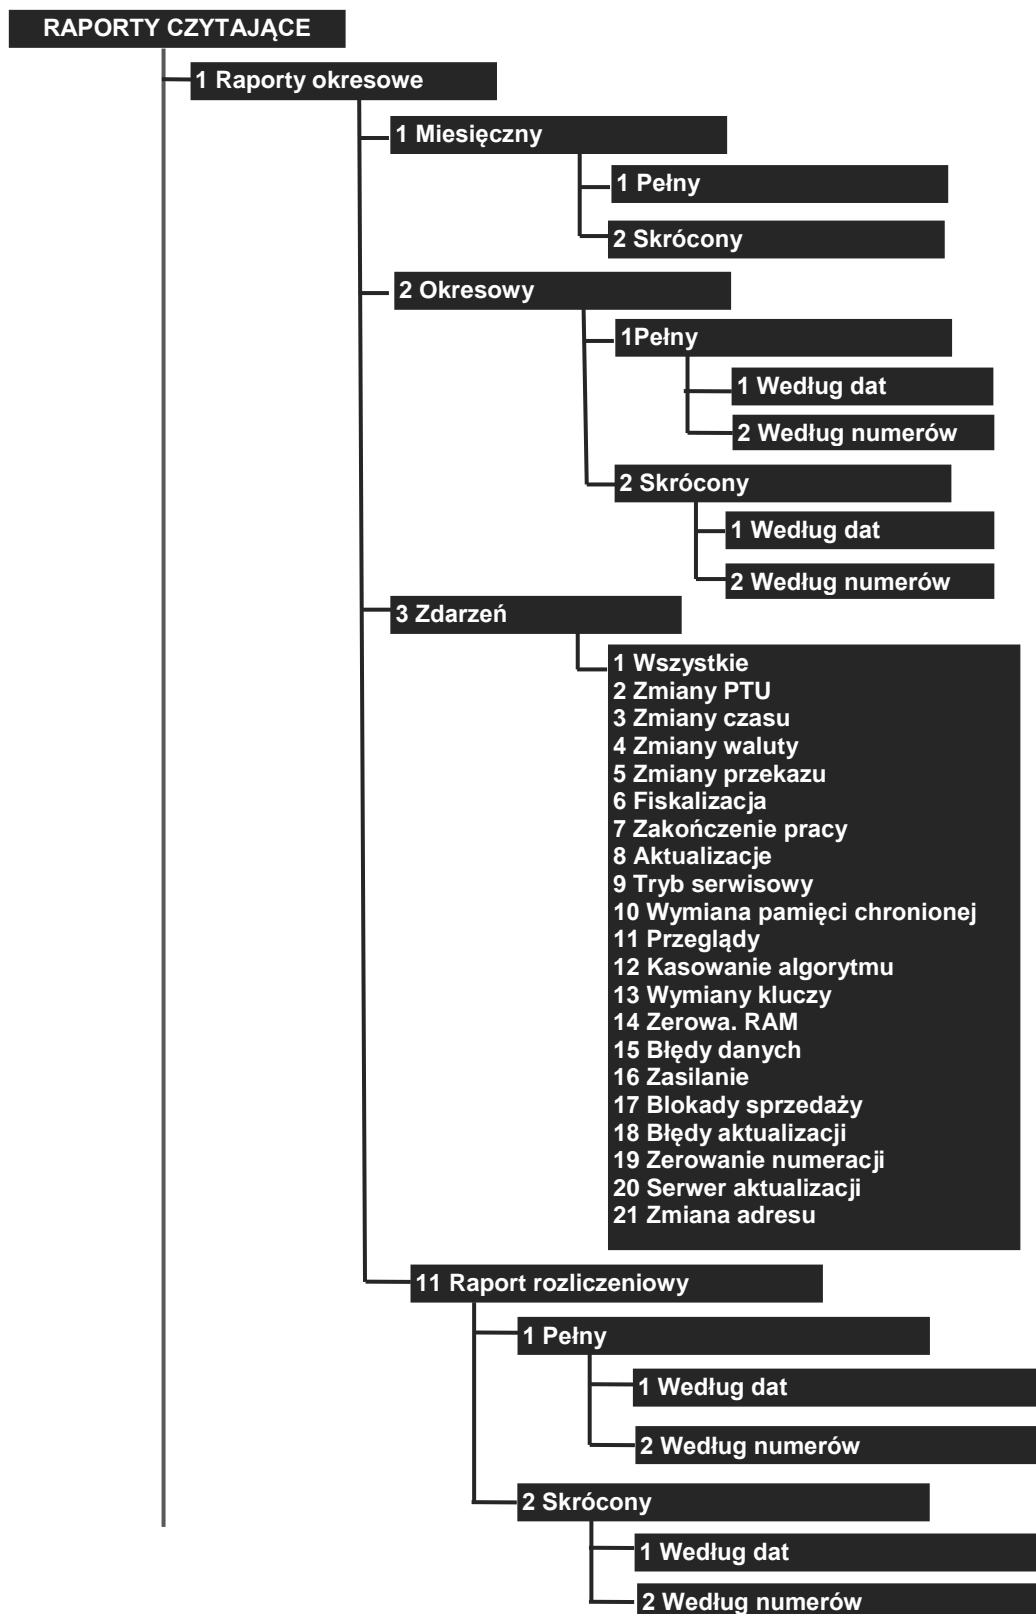 RAPORTY CZYTAJĄCE
1 Raporty okresowe
1 Miesięczny
1 Pełny
2 Skrócony
2 Okresowy
1Pełny
1 Według dat
2 Według numerów
2 Skrócony
1 Według dat
2 Według numerów
3 Zdarzeń
1 Wszystkie
2 Zmiany PTU
3 Zmiany czasu
4 Zmiany waluty
5 Zmiany przekazu
6 Fiskalizacja
7 Zakończenie pracy
8 Aktualizacje
9 Tryb serwisowy
10 Wymiana pamięci chronionej
11 Przeglądy
12 Kasowanie algorytmu
13 Wymiany kluczy
14 Zerowa. RAM
15 Błędy danych
16 Zasilanie
17 Blokady sprzedaży
18 Błędy aktualizacji
19 Zerowanie numeracji
20 Serwer aktualizacji
21 Zmiana adresu
11 Raport rozliczeniowy
1 Pełny
1 Według dat
2 Według numerów
2 Skrócony
1 Według dat
2 Według numerów